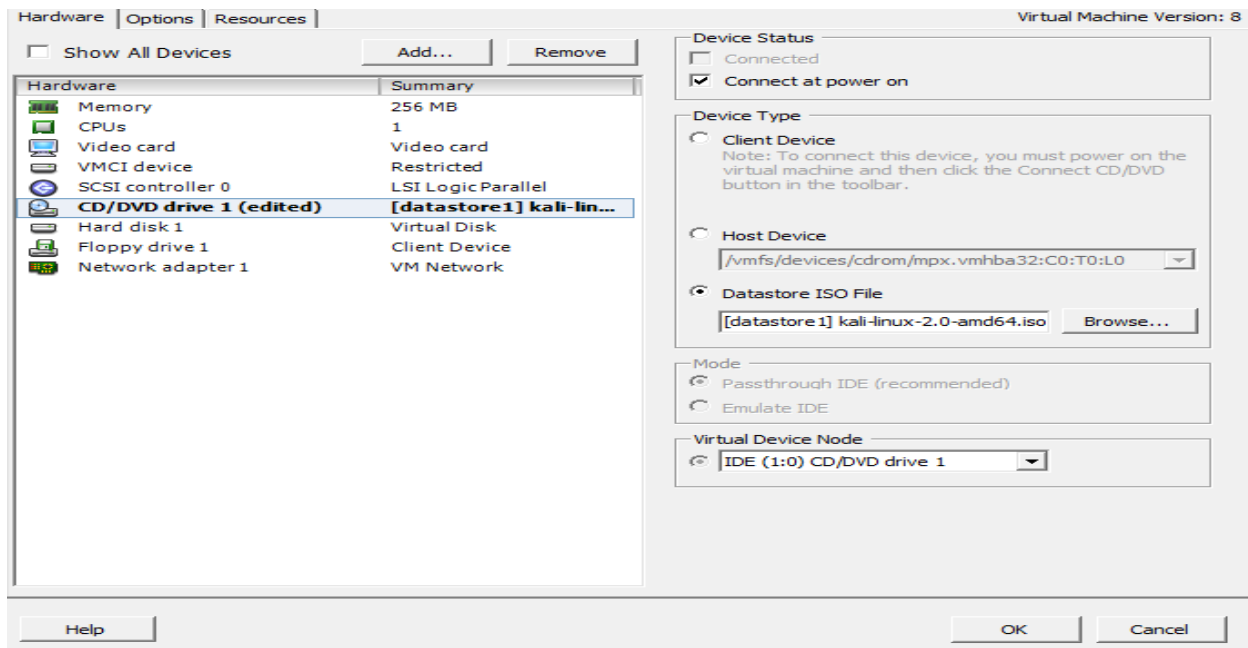 Hardware Options Resources Virtual Machine Version: 8
Show All Devices Add... Remove
Hardware Summary
Memory 256 MB
CPUs 1
Video card Video card
VMCI device Restricted
SCSI controller 0 LSI Logic Parallel
CD/DVD drive 1 (edited) [datastore1] kali-lin...
Hard disk 1 Virtual Disk
Floppy drive 1 Client Device
Network adapter 1 VM Network
Device Status
Connected
Connect at power on
Device Type
Client Device
Note: To connect this device, you must power on the
virtual machine and then click the Connect CD/DVD
button in the toolbar.
Host Device
/vmfs/devices/cdrom/mpx.vmhba32:C0:T0:L0
Datastore ISO File
[datastore1] kali-linux-2.0-amd64.iso Browse...
Mode
Passthrough IDE (recommended)
Emulate IDE
Virtual Device Node
IDE (1:0) CD/DVD drive 1
Help OK Cancel